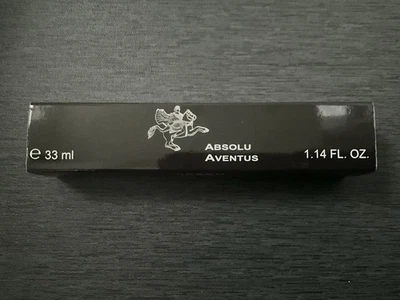 ℮ 33 ml
ABSOLU
AVENTUS
1.14 FL. OZ.